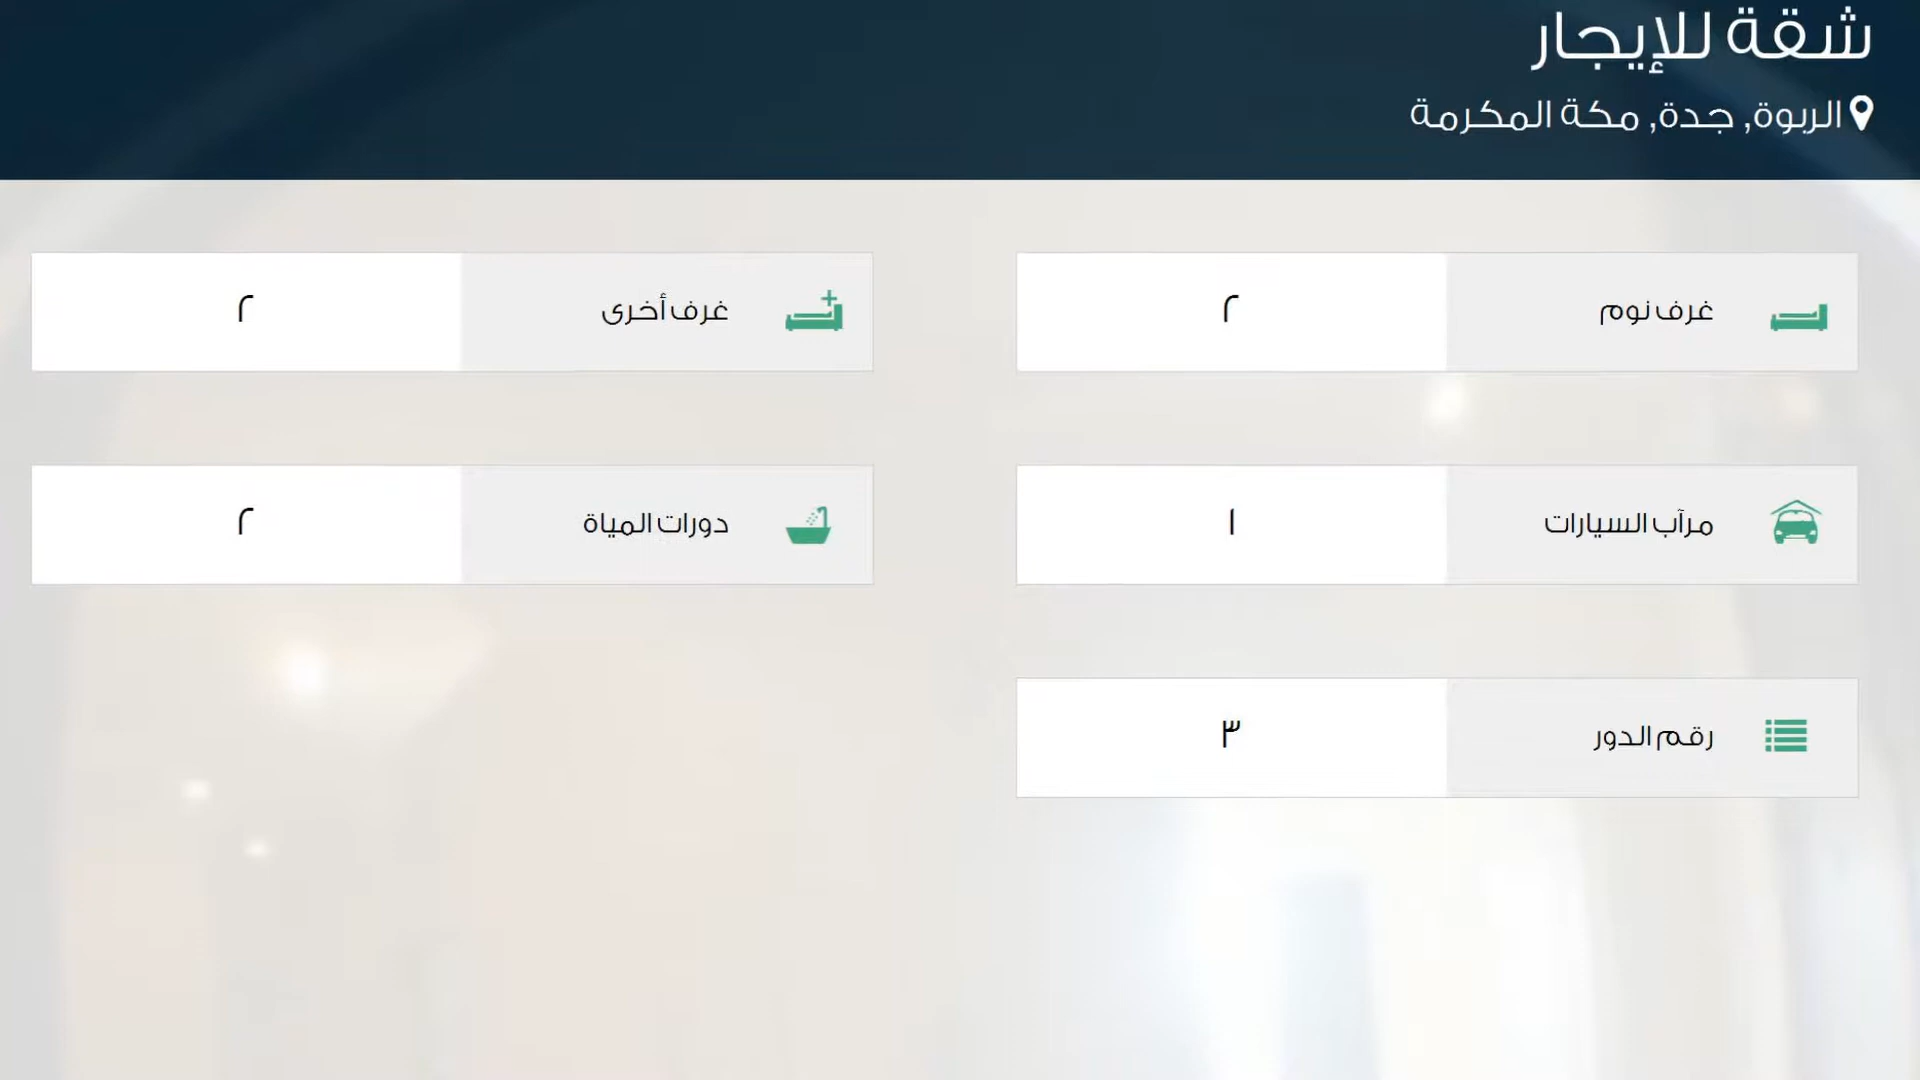 شقة للإيجار
الربوة, جدة, مكة المكرمة
غرف نوم
٢
غرف أخرى
٢
مرآب السيارات
١
دورات المياة
٢
رقم الدور
٣